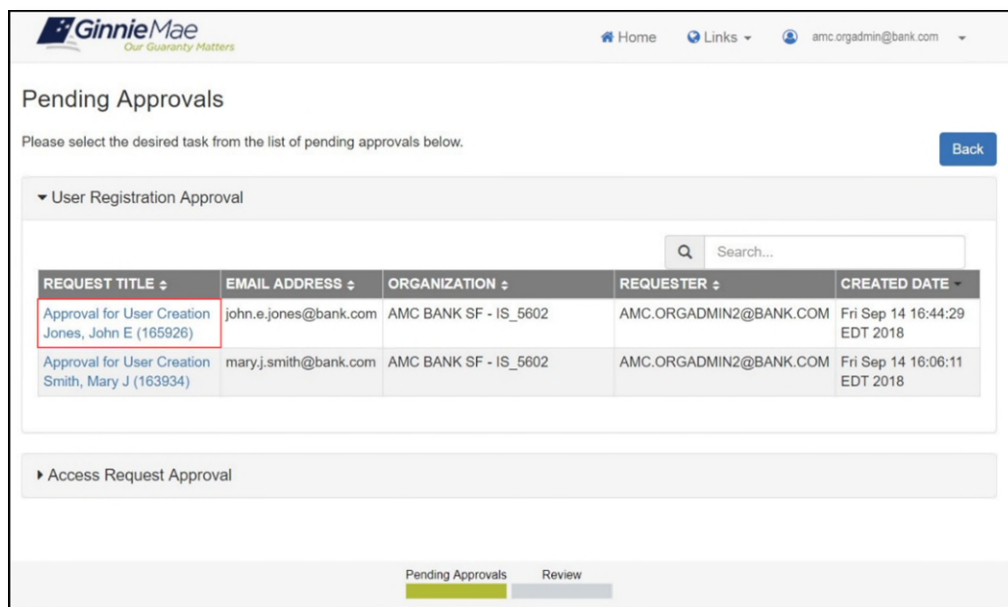 GinnieMae
Our Guaranty Matters
Home Links amc.orgadmin@bank.com
Pending Approvals
Please select the desired task from the list of pending approvals below.
Back
User Registration Approval
Search...
REQUEST TITLE EMAIL ADDRESS ORGANIZATION REQUESTER CREATED DATE
Approval for User Creation john.e.jones@bank.com AMC BANK SF - IS_5602 AMC.ORGADMIN2@BANK.COM Fri Sep 14 16:44:29
Jones, John E (165926) EDT 2018
Approval for User Creation mary.j.smith@bank.com AMC BANK SF - IS_5602 AMC.ORGADMIN2@BANK.COM Fri Sep 14 16:06:11
Smith, Mary J (163934) EDT 2018
Access Request Approval
Pending Approvals Review